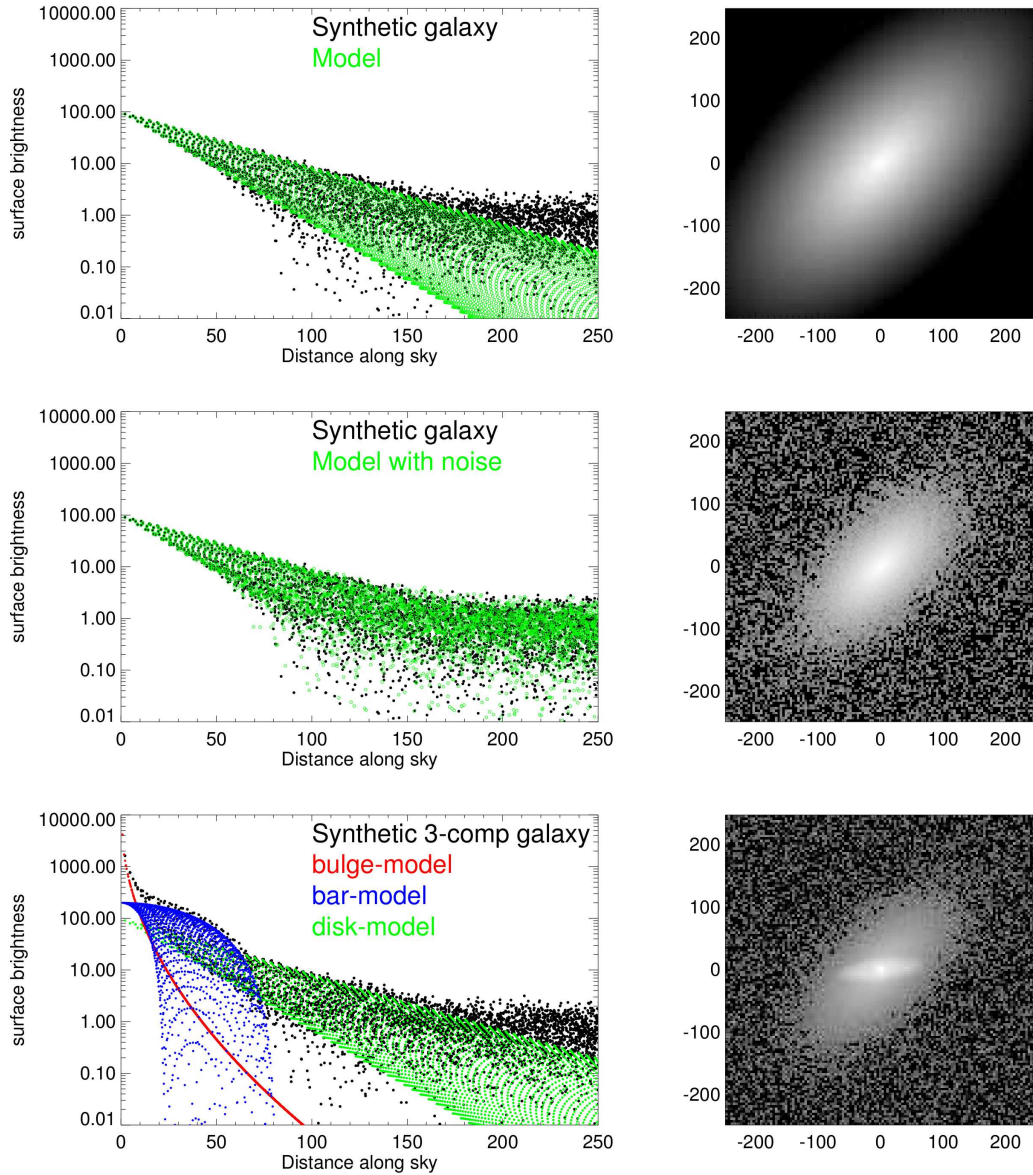 10000.00
1000.00
100.00
10.00
1.00
0.10
0.01
surface brightness
Synthetic galaxy
Model
0 50 100 150 200 250
Distance along sky
200
100
0
-100
-200
-200 -100 0 100 200
10000.00
1000.00
100.00
10.00
1.00
0.10
0.01
surface brightness
Synthetic galaxy
Model with noise
0 50 100 150 200 250
Distance along sky
200
100
0
-100
-200
-200 -100 0 100 200
10000.00
1000.00
100.00
10.00
1.00
0.10
0.01
surface brightness
Synthetic 3-comp galaxy
bulge-model
bar-model
disk-model
0 50 100 150 200 250
Distance along sky
200
100
0
-100
-200
-200 -100 0 100 200